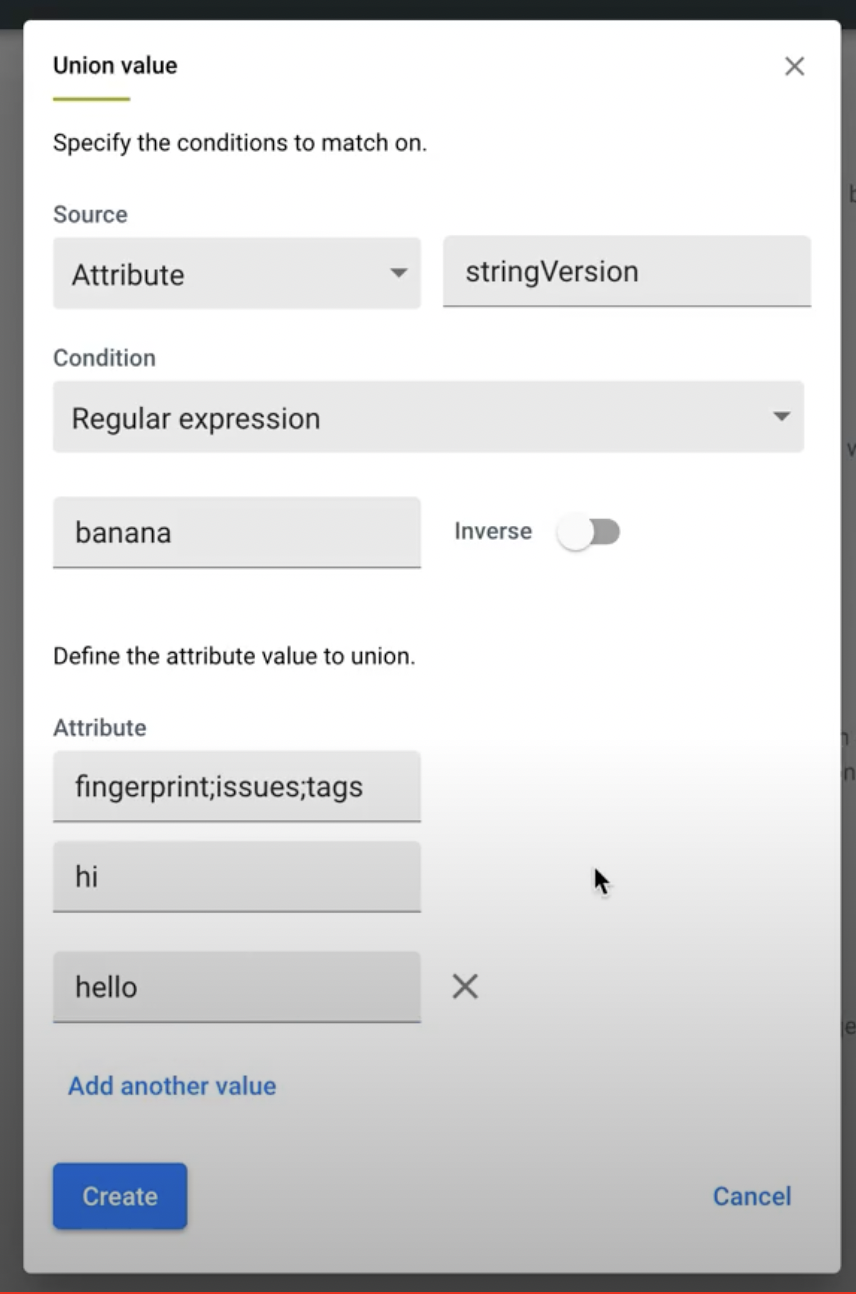 Union value
Specify the conditions to match on.
Source
Attribute
stringVersion
Condition
Regular expression
banana
Inverse
Define the attribute value to union.
Attribute
fingerprint;issues;tags
hi
hello
Add another value
Create
Cancel